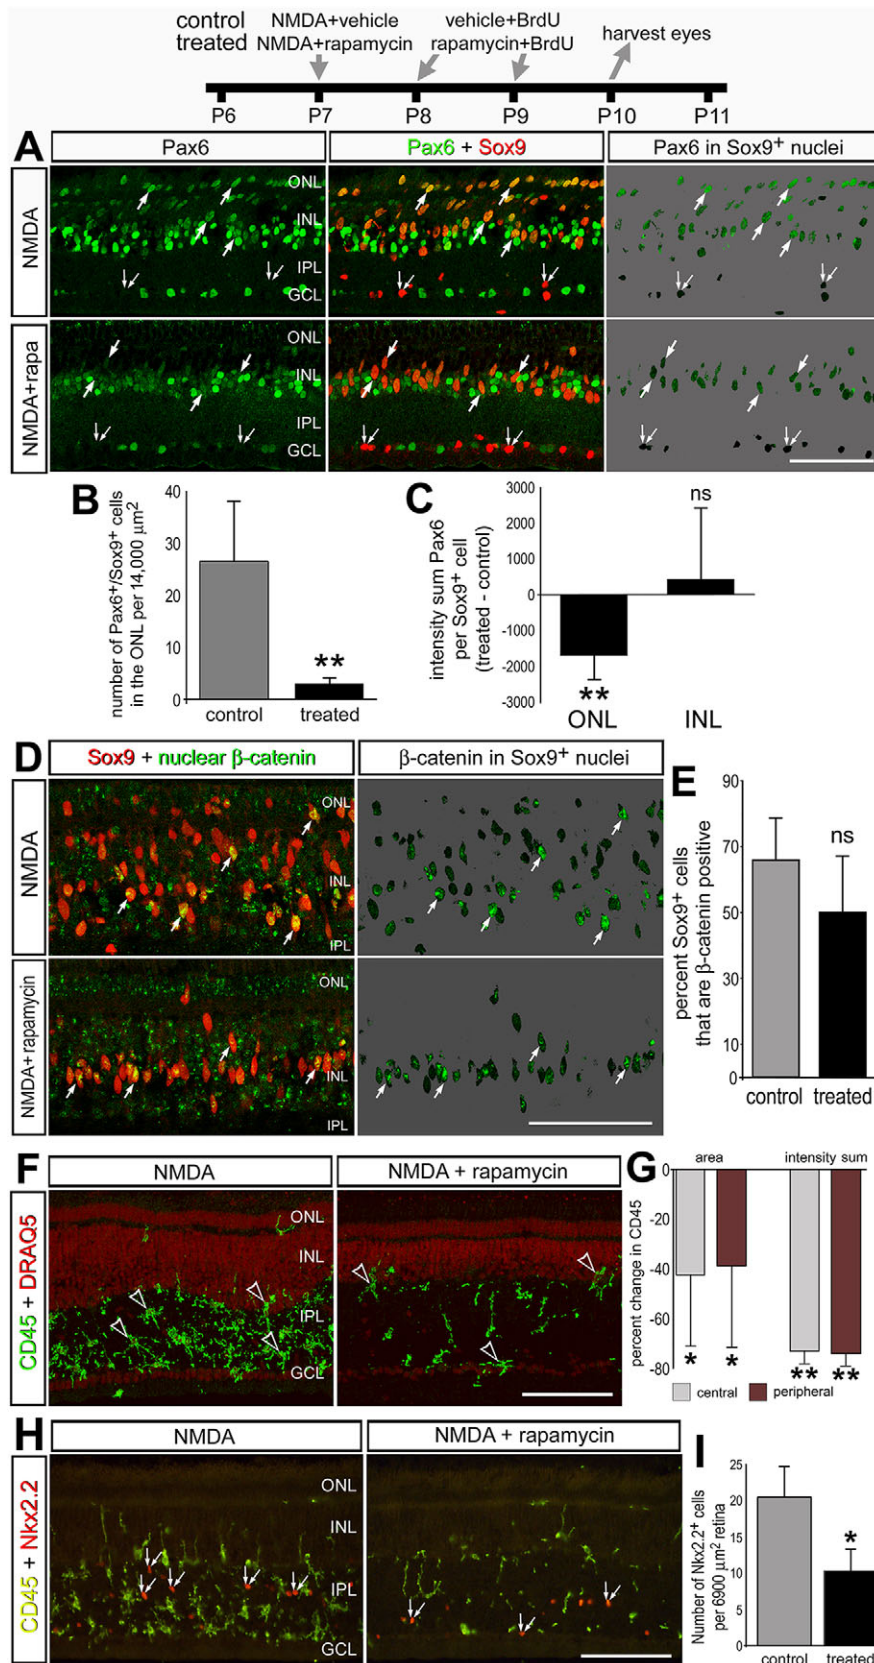 control NMDA+vehicle vehicle+BrdU
treated NMDA+rapamycin rapamycin+BrdU harvest eyes
P6 P7 P8 P9 P10 P11
A Pax6 Pax6 + Sox9 Pax6 in Sox9+ nuclei
NMDA
ONL
INL
IPL
GCL
NMDA+rapa
ONL
INL
IPL
GCL
B
number of Pax6+/Sox9+ cells
in the ONL per 14,000 µm2
40
30
20
10
0
**
control treated
C
intensity sum Pax6
per Sox9+ cell
(treated - control)
3000
2000
1000
0
-1000
-2000
-3000
ns
**
ONL INL
D Sox9 + nuclear β-catenin β-catenin in Sox9+ nuclei
NMDA
ONL
INL
IPL
NMDA+rapamycin
ONL
INL
IPL
E
percent Sox9+ cells
that are β-catenin positive
90
70
50
30
10
0
ns
control treated
F NMDA NMDA + rapamycin
CD45 + DRAQ5
ONL
INL
IPL
GCL
G
area intensity sum
percent change in CD45
0
-20
-40
-60
-80
* * ** **
central peripheral
H NMDA NMDA + rapamycin
CD45 + Nkx2.2
ONL
INL
IPL
GCL
I
Number of Nkx2.2+ cells
per 6900 µm2 retina
25
20
15
10
5
0
*
control treated